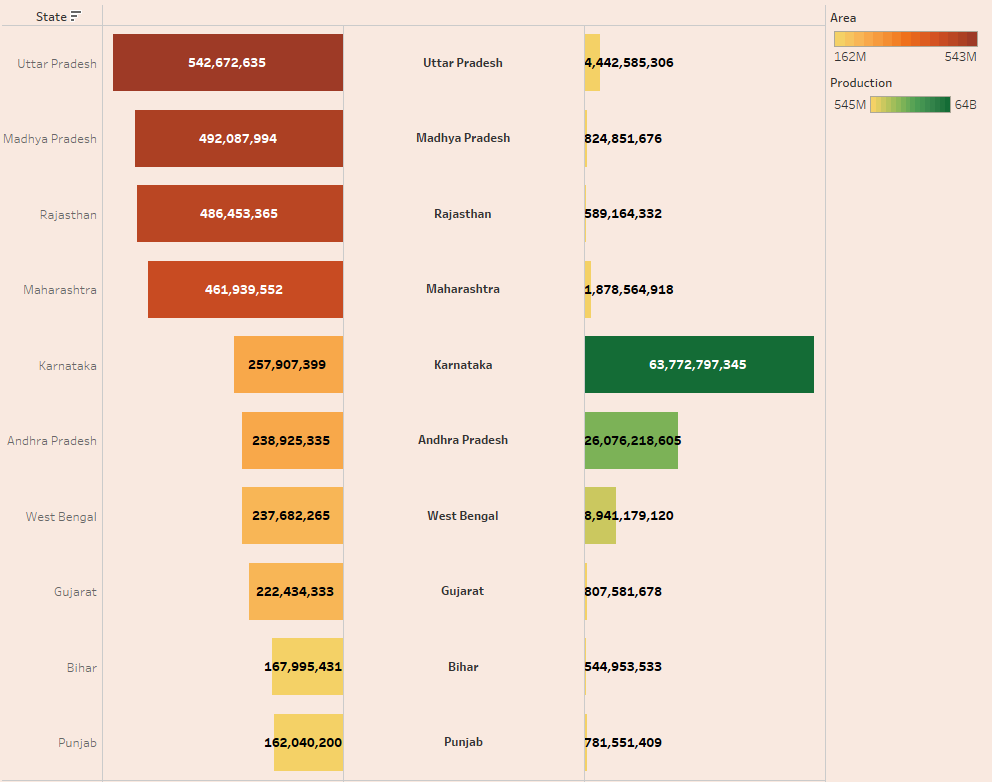 State
Area
162M 543M
Production
545M 64B
Uttar Pradesh 542,672,635 Uttar Pradesh 4,442,585,306
Madhya Pradesh 492,087,994 Madhya Pradesh 824,851,676
Rajasthan 486,453,365 Rajasthan 589,164,332
Maharashtra 461,939,552 Maharashtra 1,878,564,918
Karnataka 257,907,399 Karnataka 63,772,797,345
Andhra Pradesh 238,925,335 Andhra Pradesh 26,076,218,605
West Bengal 237,682,265 West Bengal 8,941,179,120
Gujarat 222,434,333 Gujarat 807,581,678
Bihar 167,995,431 Bihar 544,953,533
Punjab 162,040,200 Punjab 781,551,409